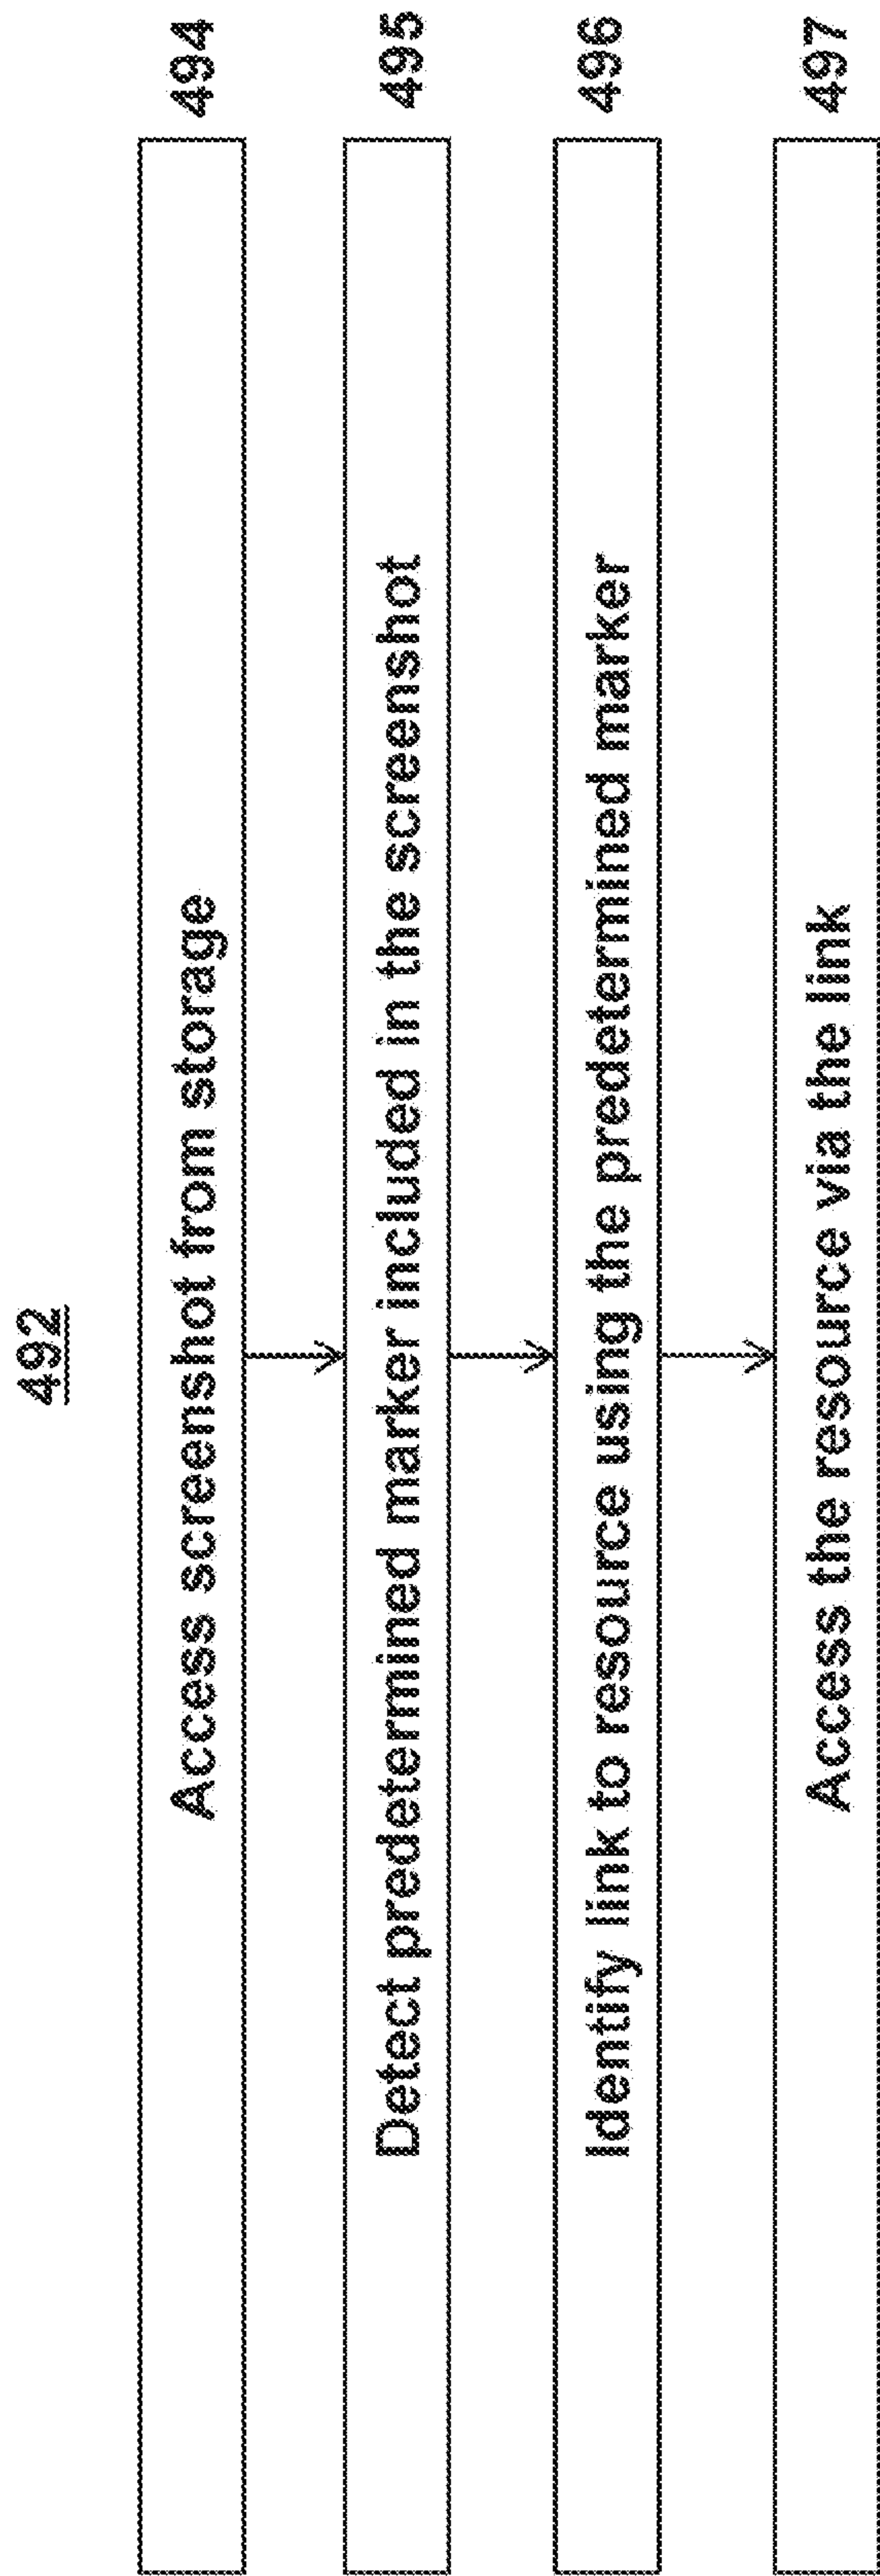 492
Access screenshot from storage 494
Detect predetermined marker included in the screenshot 495
Identify link to resource using the predetermined marker 496
Access the resource via the link 497